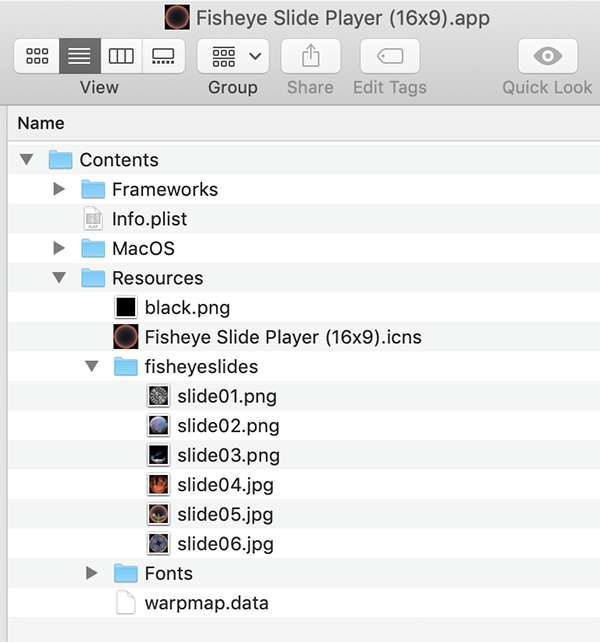 Fisheye Slide Player (16x9).app
View Group Share Edit Tags Quick Look
Name
Contents
Frameworks
Info.plist
MacOS
Resources
black.png
Fisheye Slide Player (16x9).icns
fisheyeslides
slide01.png
slide02.png
slide03.png
slide04.jpg
slide05.jpg
slide06.jpg
Fonts
warpmap.data